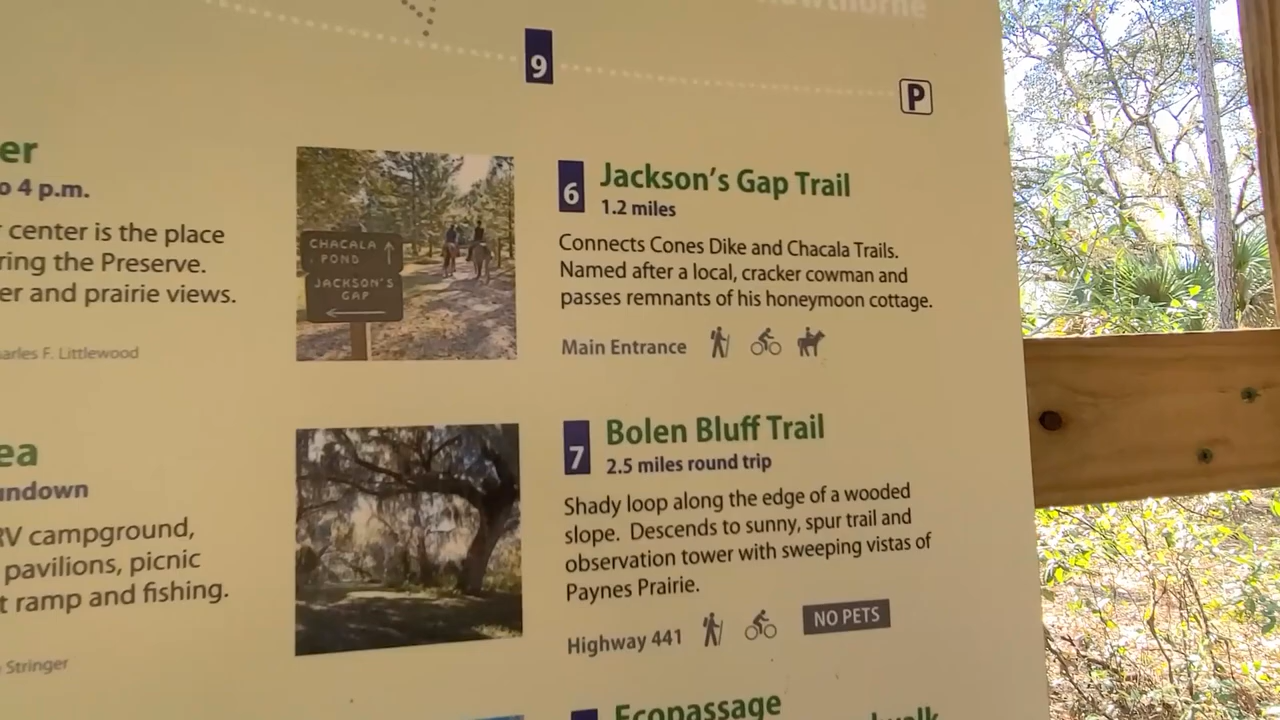 9
P
er
o 4 p.m.
center is the place
ring the Preserve.
er and prairie views.
arles F. Littlewood
CHACALA
POND
JACKSON'S
GAP
6 Jackson's Gap Trail
1.2 miles
Connects Cones Dike and Chacala Trails.
Named after a local, cracker cowman and
passes remnants of his honeymoon cottage.
Main Entrance
ea
undown
RV campground,
pavilions, picnic
t ramp and fishing.
Stringer
7 Bolen Bluff Trail
2.5 miles round trip
Shady loop along the edge of a wooded
slope. Descends to sunny, spur trail and
observation tower with sweeping vistas of
Paynes Prairie.
Highway 441 NO PETS
Ecopassage